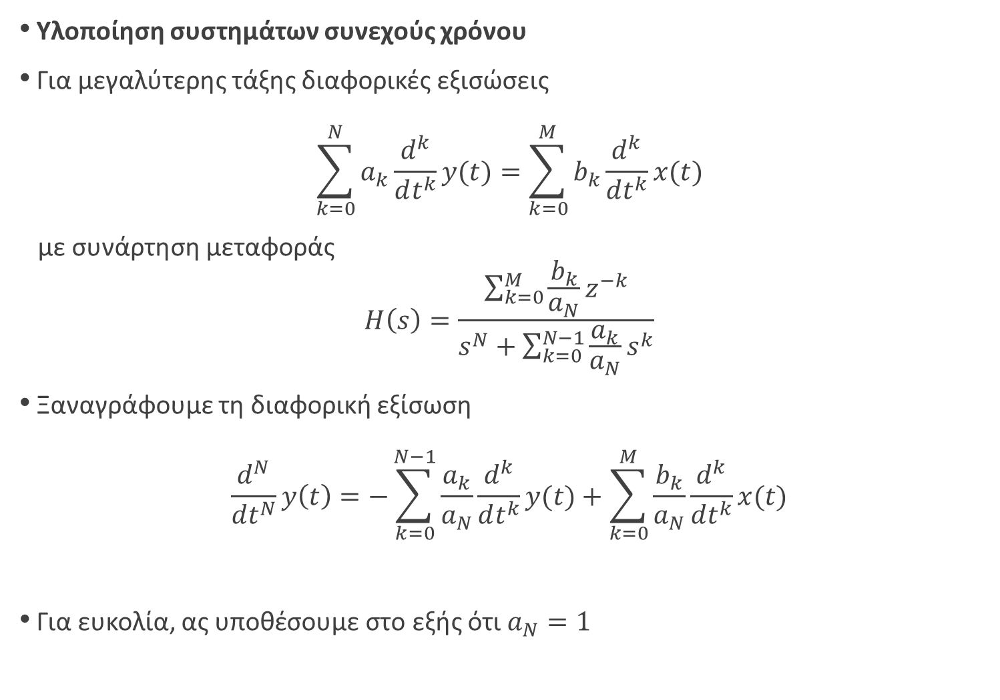 • Υλοποίηση συστημάτων συνεχούς χρόνου
• Για μεγαλύτερης τάξης διαφορικές εξισώσεις
\sum_{k=0}^{N} a_k \frac{d^k}{dt^k} y(t) = \sum_{k=0}^{M} b_k \frac{d^k}{dt^k} x(t)
με συνάρτηση μεταφοράς
H(s) = \frac{\sum_{k=0}^{M} \frac{b_k}{a_N} z^{-k}}{s^N + \sum_{k=0}^{N-1} \frac{a_k}{a_N} s^k}
• Ξαναγράφουμε τη διαφορική εξίσωση
\frac{d^N}{dt^N} y(t) = - \sum_{k=0}^{N-1} \frac{a_k}{a_N} \frac{d^k}{dt^k} y(t) + \sum_{k=0}^{M} \frac{b_k}{a_N} \frac{d^k}{dt^k} x(t)
• Για ευκολία, ας υποθέσουμε στο εξής ότι a_N = 1